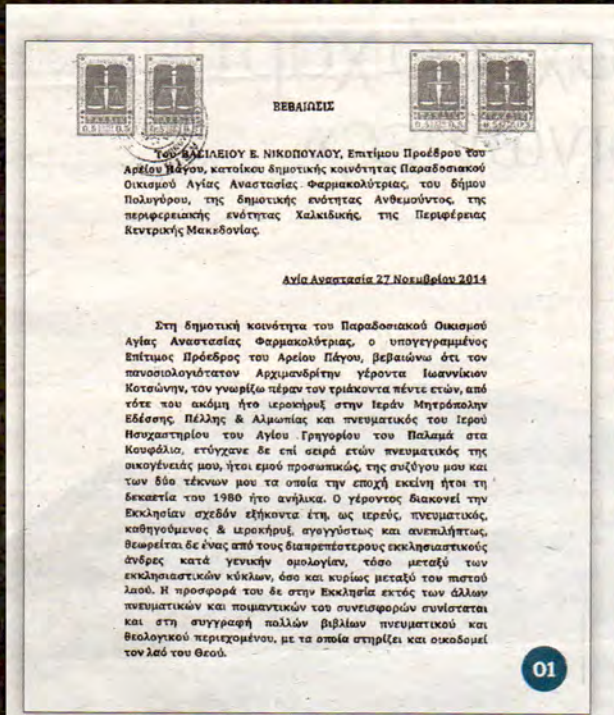 ΒΕΒΑΙΩΣΙΣ
Του ΒΑΣΙΛΕΙΟΥ Ε. ΝΙΚΟΠΟΥΛΟΥ, Επιτίμου Προέδρου του
Αρείου Πάγου, κατοίκου δημοτικής κοινότητας Παραδοσιακού
Οικισμού Αγίας Αναστασίας Φαρμακολύτριας, του δήμου
Πολυγύρου, της δημοτικής ενότητας Ανθεμούντος, της
περιφερειακής ενότητας Χαλκιδικής, της Περιφέρειας
Κεντρικής Μακεδονίας.
Αγία Αναστασία 27 Νοεμβρίου 2014
Στη δημοτική κοινότητα του Παραδοσιακού Οικισμού
Αγίας Αναστασίας Φαρμακολύτριας, ο υπογεγραμμένος
Επίτιμος Πρόεδρος του Αρείου Πάγου, βεβαιώνω ότι τον
πανοσιολογιότατον Αρχιμανδρίτην γέροντα Ιωαννίκιον
Κοτσώνην, τον γνωρίζω πέραν τον τριάκοντα πέντε ετών, από
τότε που ακόμη ήτο ιεροκήρυξ στην Ιεράν Μητρόπολην
Εδέσσης, Πέλλης & Αλμωπίας και πνευματικός του Ιερού
Ησυχαστηρίου του Αγίου Γρηγορίου του Παλαμά στα
Κουφάλια, ετύγχανε δε επί σειρά ετών πνευματικός της
οικογένειάς μου, ήτοι εμού προσωπικώς, της συζύγου μου και
των δύο τέκνων μου τα οποία την εποχή εκείνη ήτοι τη
δεκαετία του 1980 ήτο ανήλικα. Ο γέροντος διακονεί την
Εκκλησίαν σχεδόν εξήκοντα έτη, ως ιερεύς, πνευματικός,
καθηγούμενος & ιεροκήρυξ, αγογγύστως και ανεπιλήπτως,
θεωρείται δε ένας από τους διαπρεπέστερους εκκλησιαστικούς
άνδρες κατά γενικήν ομολογίαν, τόσο μεταξύ των
εκκλησιαστικών κύκλων, όσο και κυρίως μεταξύ του πιστού
λαού. Η προσφορά του δε στην Εκκλησία εκτός των άλλων
πνευματικών και ποιμαντικών του συνεισφορών συνίσταται
και στη συγγραφή πολλών βιβλίων πνευματικού και
θεολογικού περιεχομένου, με τα οποία στηρίζει και οικοδομεί
τον λαό του Θεού.
01